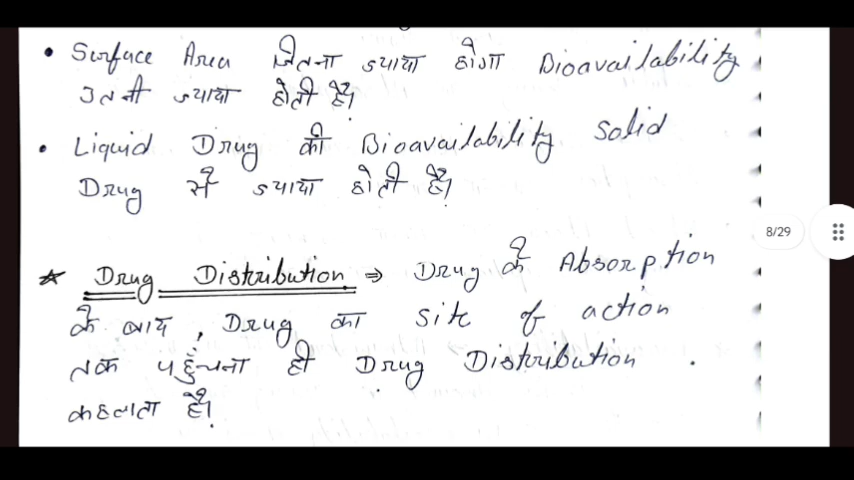 • Surface Area जितना ज्यादा होगा Bioavailability
उतनी ज्यादा होती है।
• Liquid Drug की Bioavailability Solid
Drug से ज्यादा होती है।
8/29
* Drug Distribution ⇒ Drug के Absorption
के बाद, Drug का site of action
तक पहुँचना ही Drug Distribution
कहलाता है।